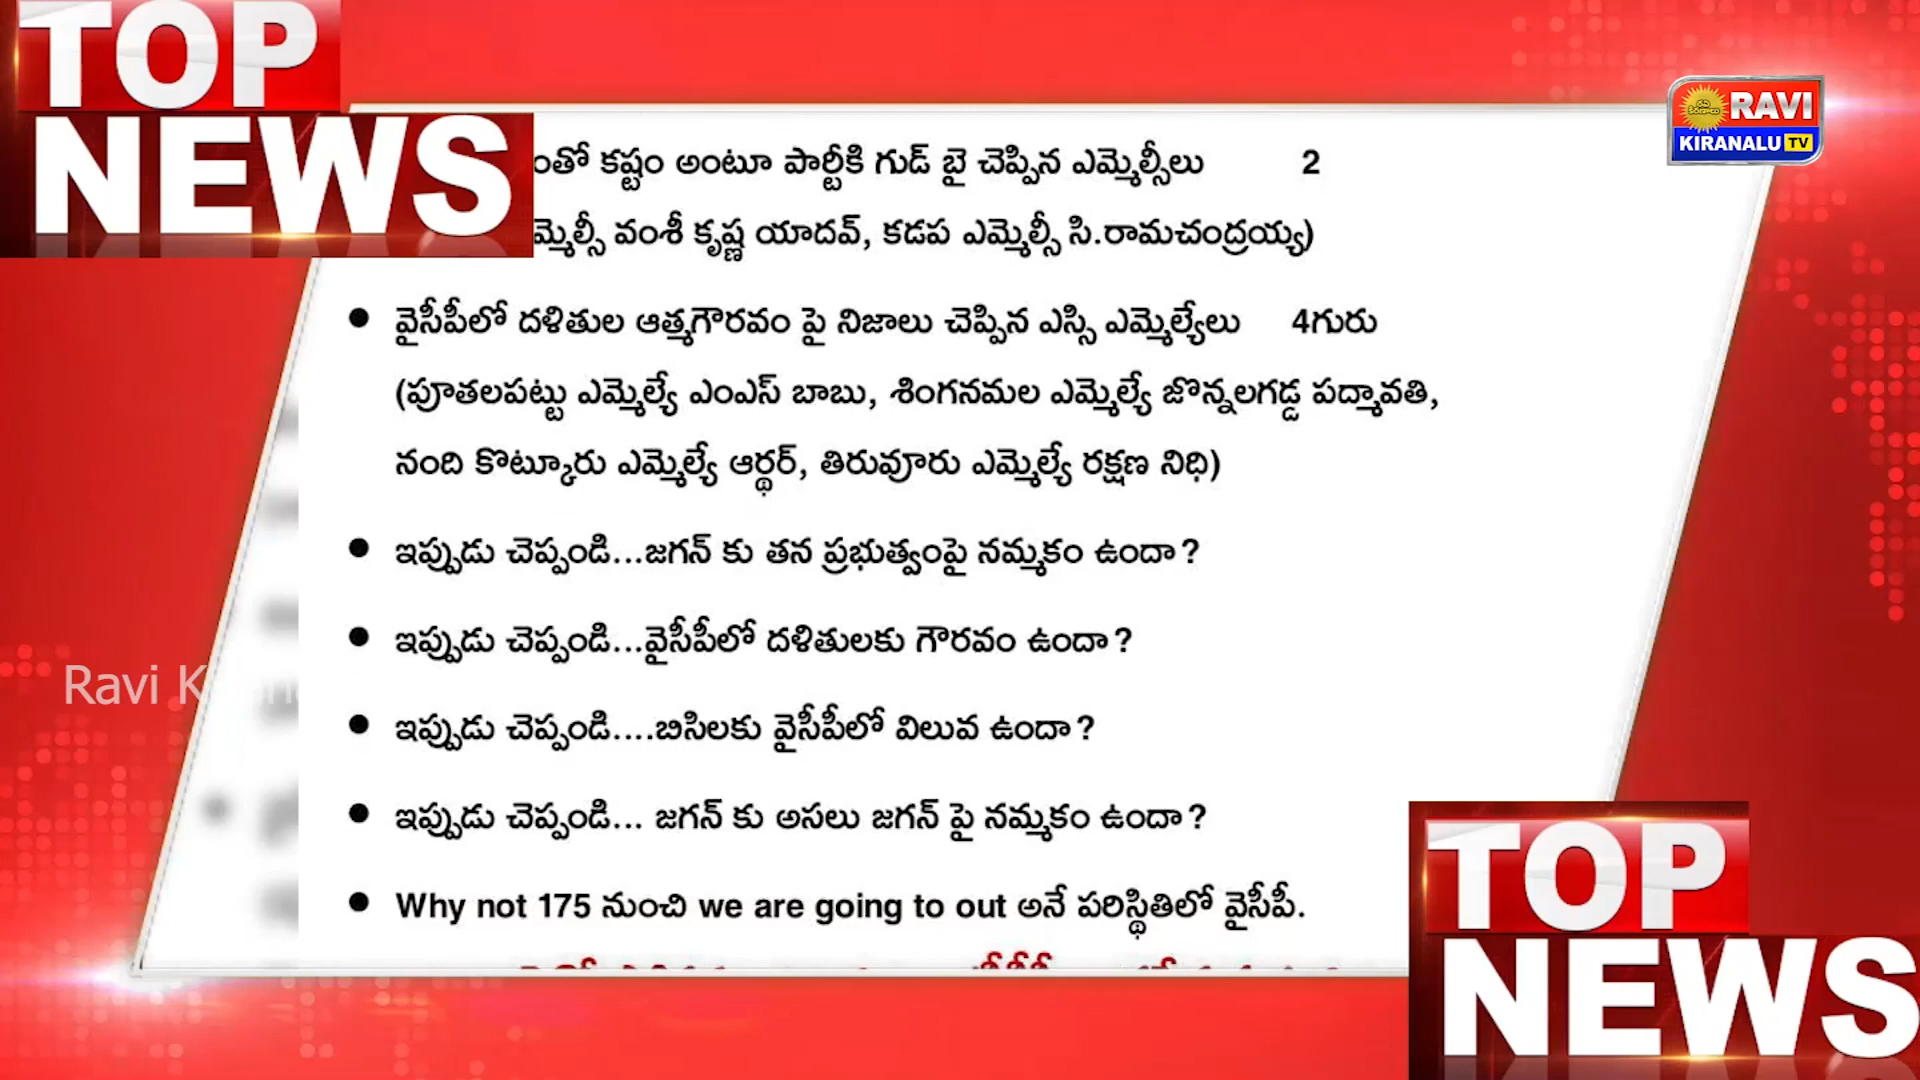 TOP
NEWS
RAVI
KIRANALU TV
కష్టం అంటూ పార్టీకి గుడ్ బై చెప్పిన ఎమ్మెల్సీలు 2
వంశీ కృష్ణ యాదవ్, కడప ఎమ్మెల్సీ సి.రామచంద్రయ్య)
• వైసీపీలో దళితుల ఆత్మగౌరవం పై నిజాలు చెప్పిన ఎస్సి ఎమ్మెల్యేలు 4గురు
(పూతలపట్టు ఎమ్మెల్యే ఎంఎస్ బాబు, శింగనమల ఎమ్మెల్యే జొన్నలగడ్డ పద్మావతి,
నంది కొట్కూరు ఎమ్మెల్యే ఆర్థర్, తిరువూరు ఎమ్మెల్యే రక్షణ నిధి)
• ఇప్పుడు చెప్పండి...జగన్ కు తన ప్రభుత్వంపై నమ్మకం ఉందా?
• ఇప్పుడు చెప్పండి...వైసీపీలో దళితులకు గౌరవం ఉందా?
• ఇప్పుడు చెప్పండి....బిసిలకు వైసీపీలో విలువ ఉందా?
• ఇప్పుడు చెప్పండి... జగన్ కు అసలు జగన్ పై నమ్మకం ఉందా?
• Why not 175 నుంచి we are going to out అనే పరిస్థితిలో వైసీపీ.
Ravi
TOP
NEWS